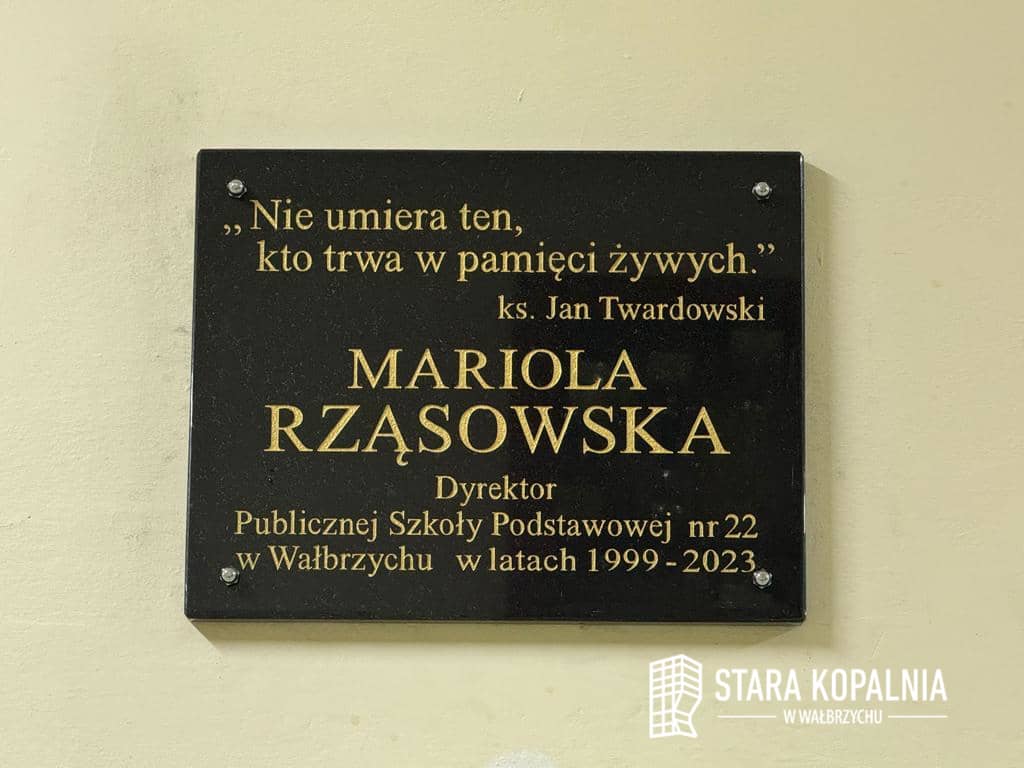 „Nie umiera ten,
kto trwa w pamięci żywych.”
ks. Jan Twardowski
MARIOLA
RZĄSOWSKA
Dyrektor
Publicznej Szkoły Podstawowej nr 22
w Wałbrzychu w latach 1999-2023
STARA KOPALNIA
W WAŁBRZYCHU